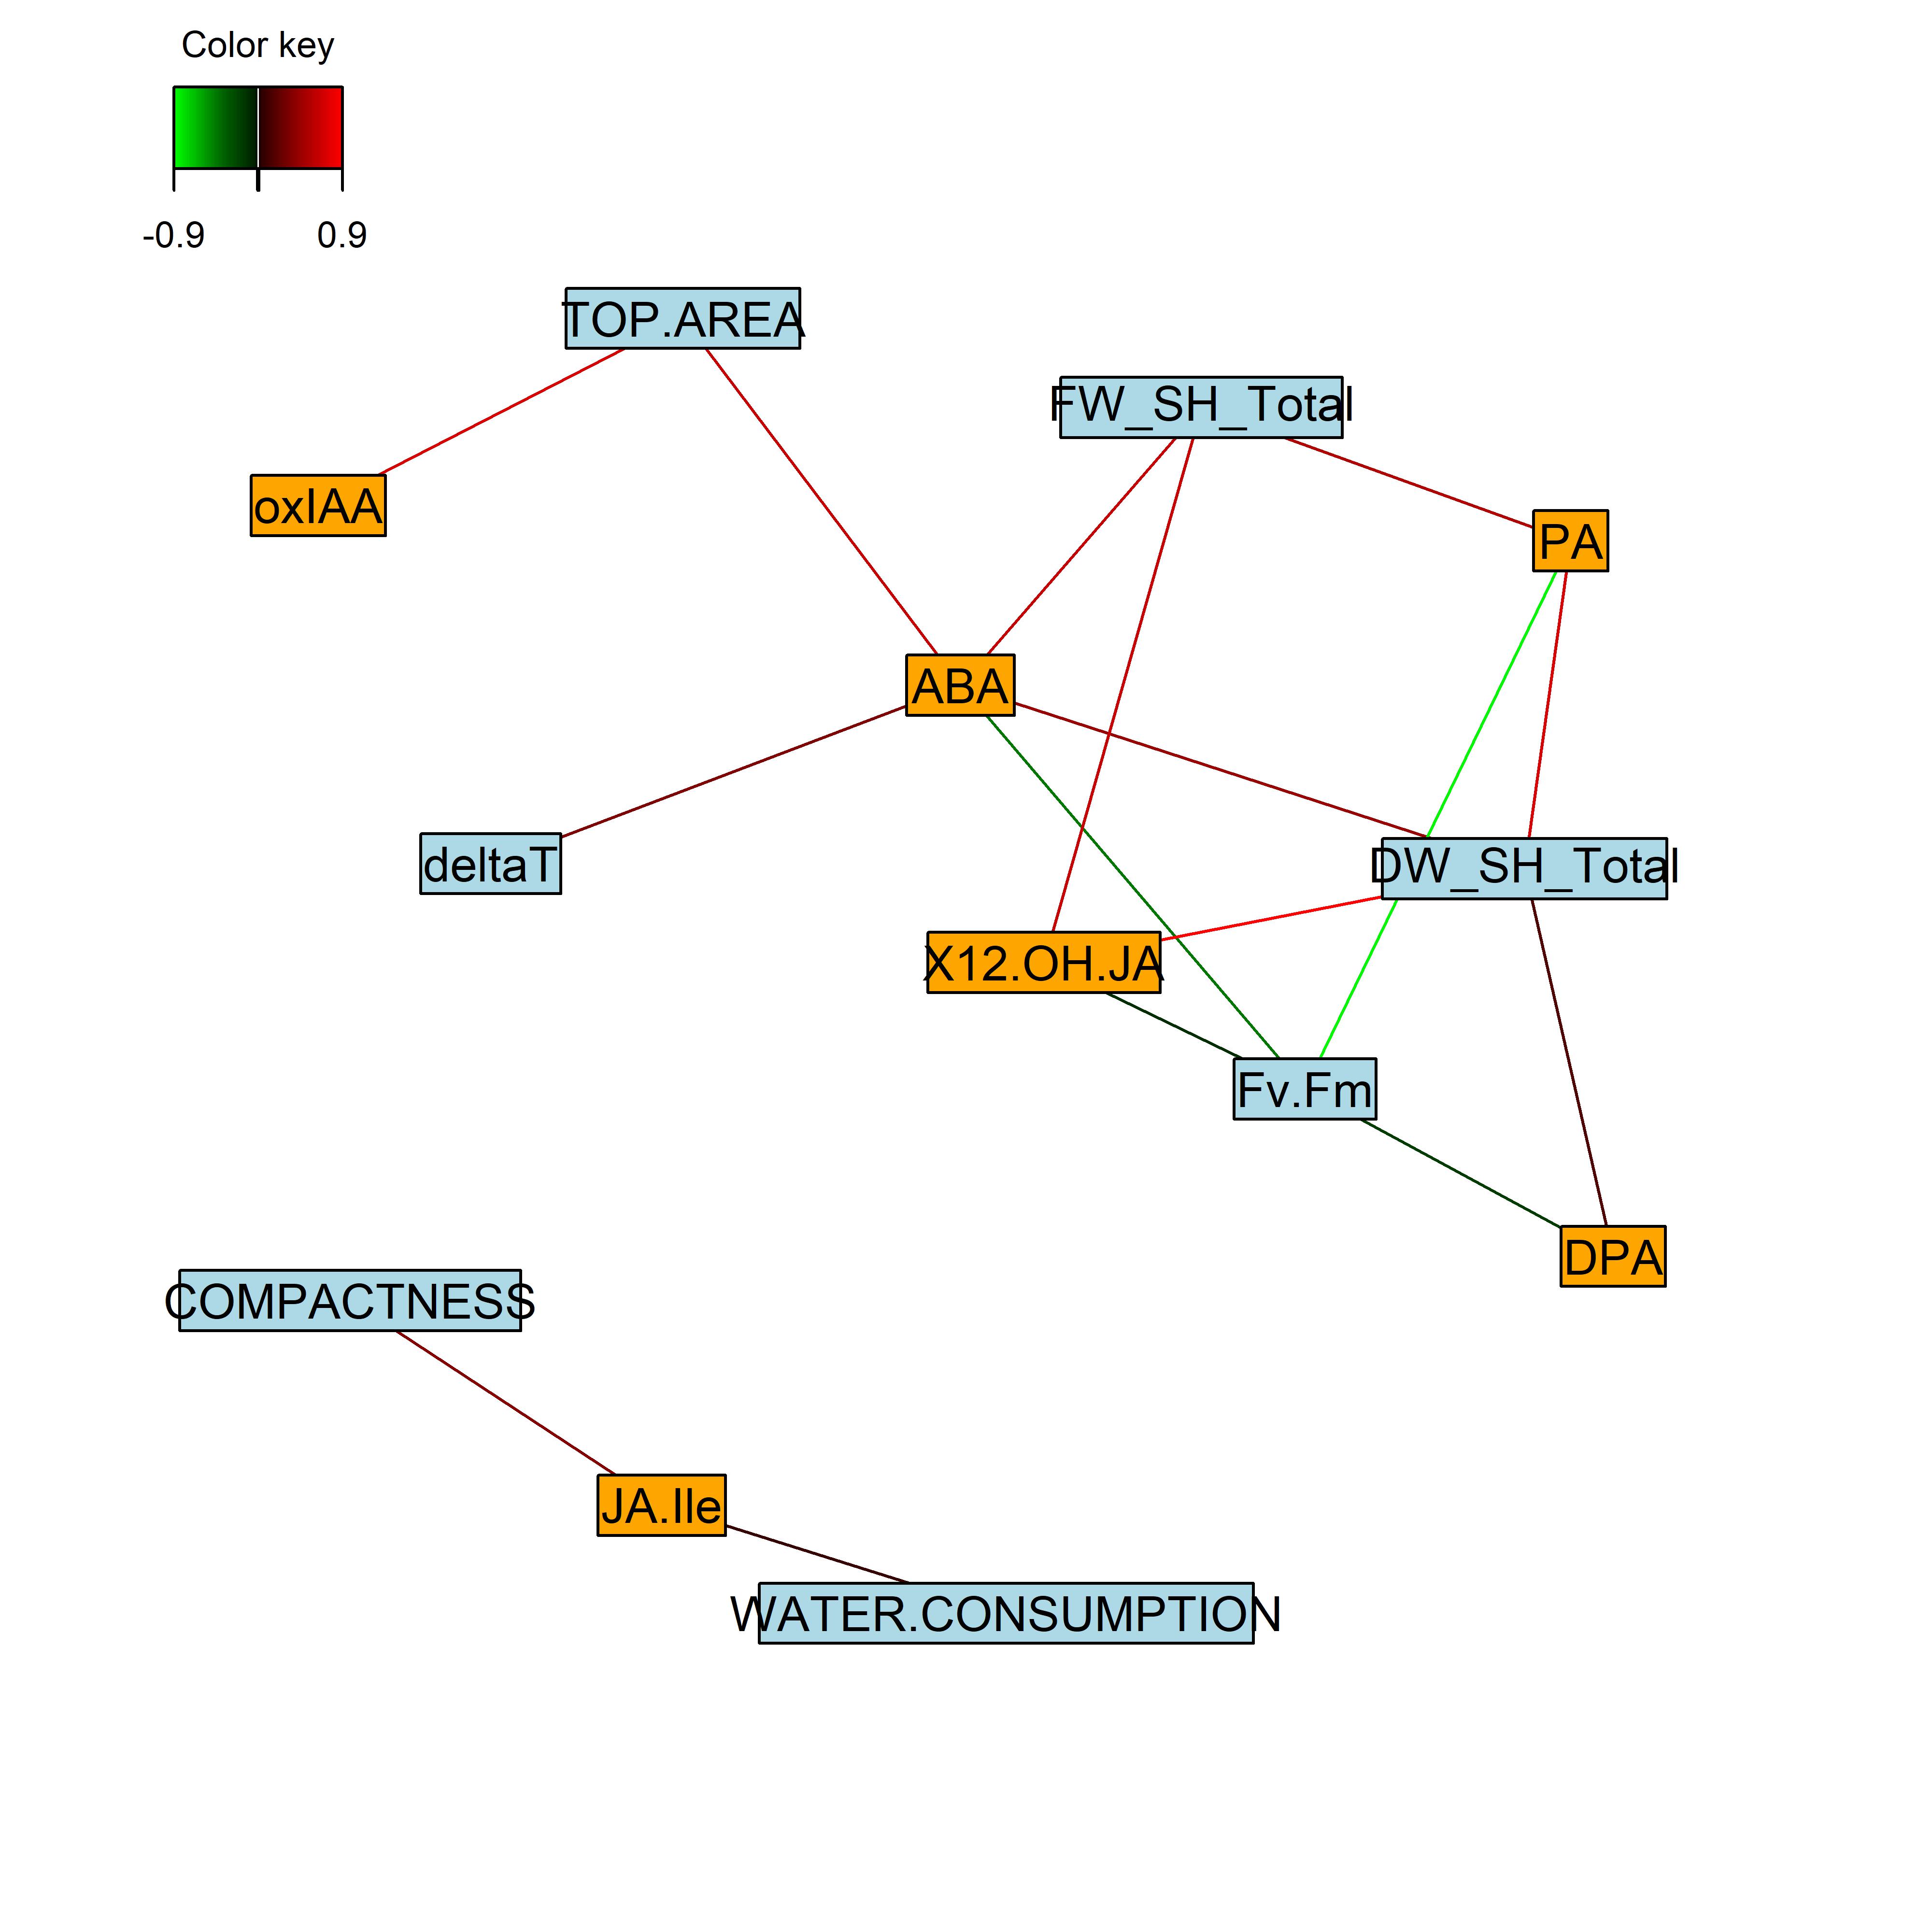 Color key
-0.9 0.9
TOP.AREA
FW_SH_Total
oxIAA
PA
ABA
deltaT
DW_SH_Total
X12.OH.JA
Fv.Fm
DPA
COMPACTNESS
JA.Ile
WATER.CONSUMPTION